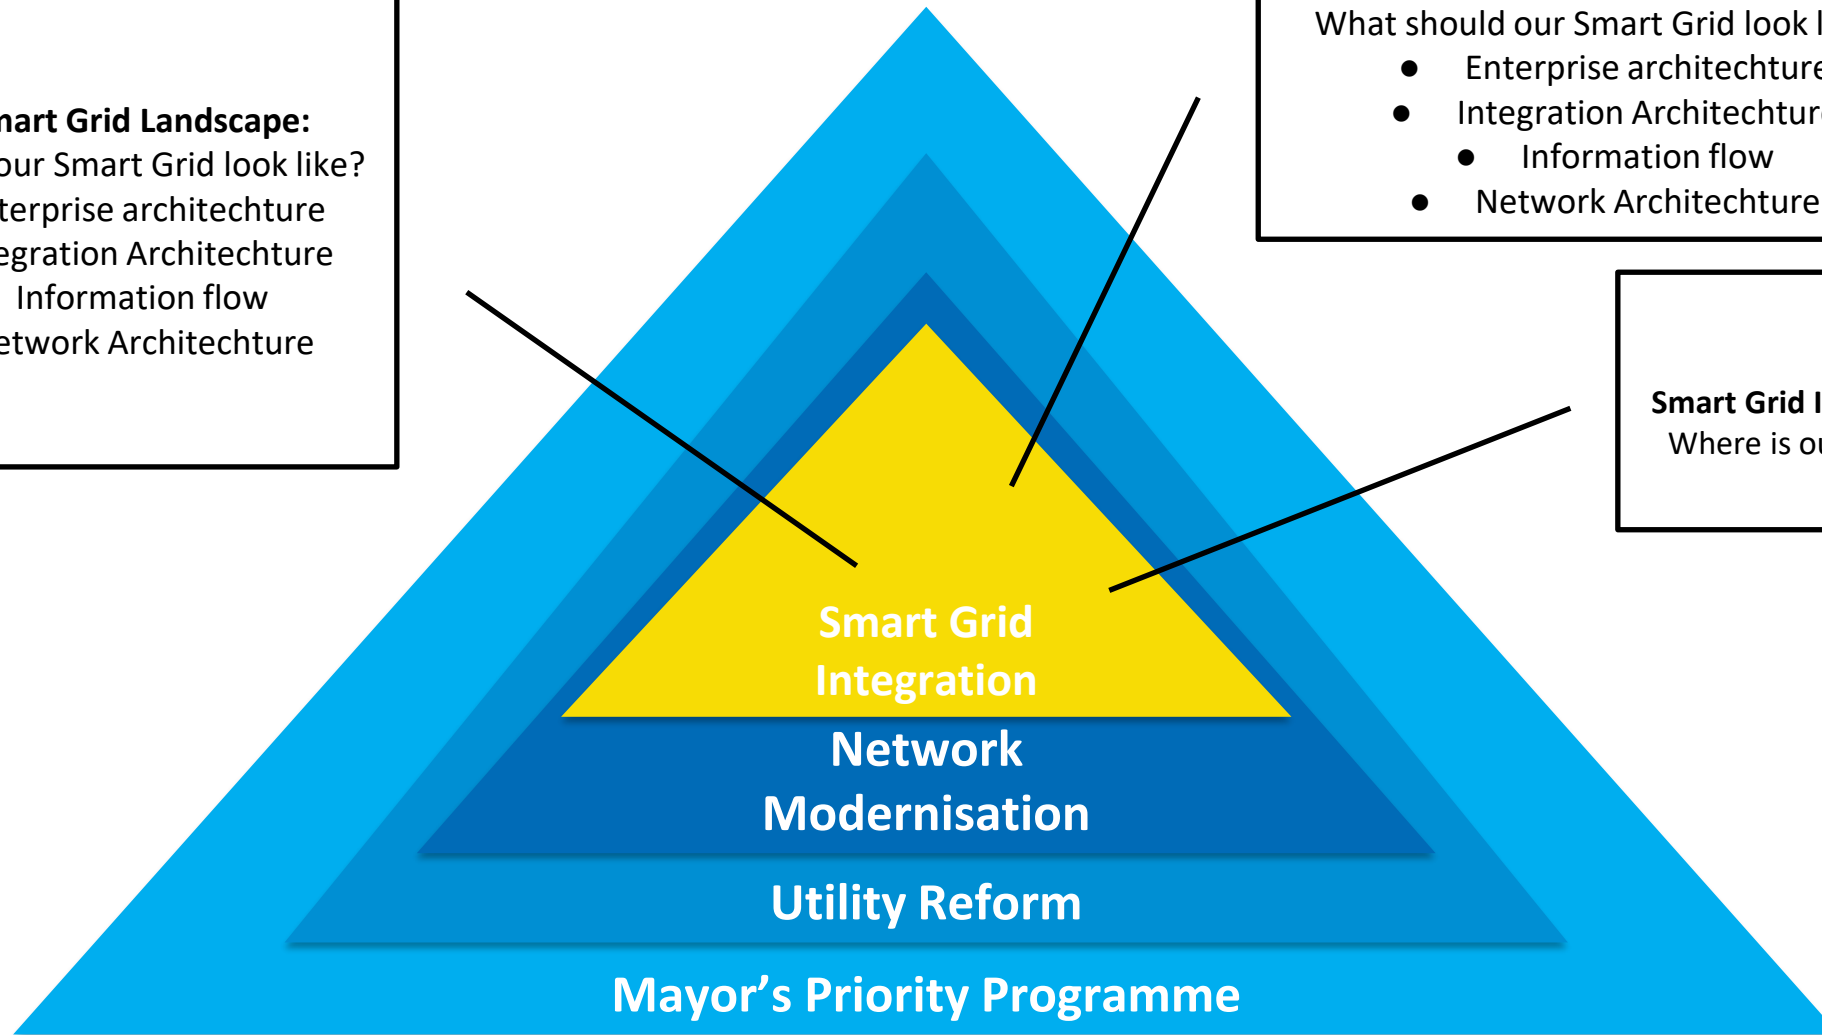 mart Grid Landscape:
our Smart Grid look like?
terprise architechture
egration Architechture
Information flow
etwork Architechture
What should our Smart Grid look l
● Enterprise architechture
● Integration Architechture
● Information flow
● Network Architechture
Smart Grid I
Where is ou
Smart Grid
Integration
Network
Modernisation
Utility Reform
Mayor's Priority Programme